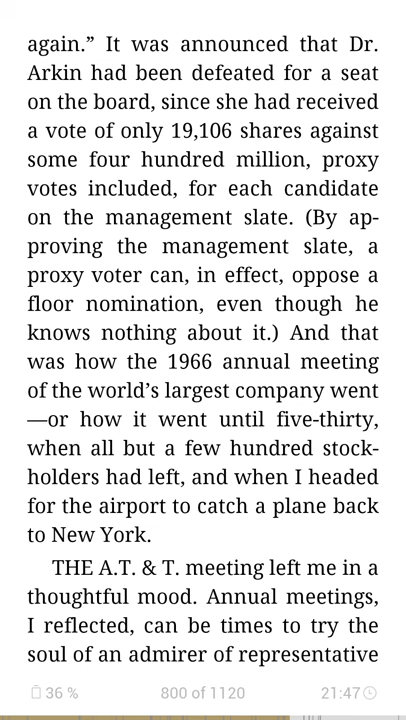 again.” It was announced that Dr.
Arkin had been defeated for a seat
on the board, since she had received
a vote of only 19,106 shares against
some four hundred million, proxy
votes included, for each candidate
on the management slate. (By ap-
proving the management slate, a
proxy voter can, in effect, oppose a
floor nomination, even though he
knows nothing about it.) And that
was how the 1966 annual meeting
of the world’s largest company went
—or how it went until five-thirty,
when all but a few hundred stock-
holders had left, and when I headed
for the airport to catch a plane back
to New York.
THE A.T. & T. meeting left me in a
thoughtful mood. Annual meetings,
I reflected, can be times to try the
soul of an admirer of representative
36 % 800 of 1120 21:47